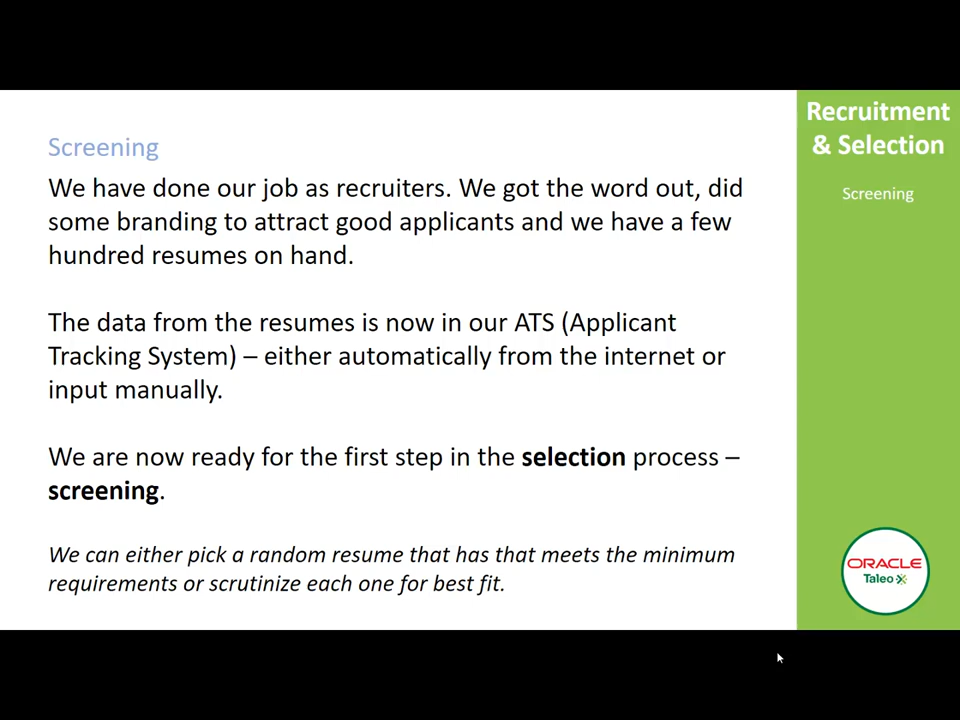 Screening
We have done our job as recruiters. We got the word out, did
some branding to attract good applicants and we have a few
hundred resumes on hand.
The data from the resumes is now in our ATS (Applicant
Tracking System) – either automatically from the internet or
input manually.
We are now ready for the first step in the selection process –
screening.
We can either pick a random resume that has that meets the minimum
requirements or scrutinize each one for best fit.
Recruitment
& Selection
Screening
ORACLE
Taleo